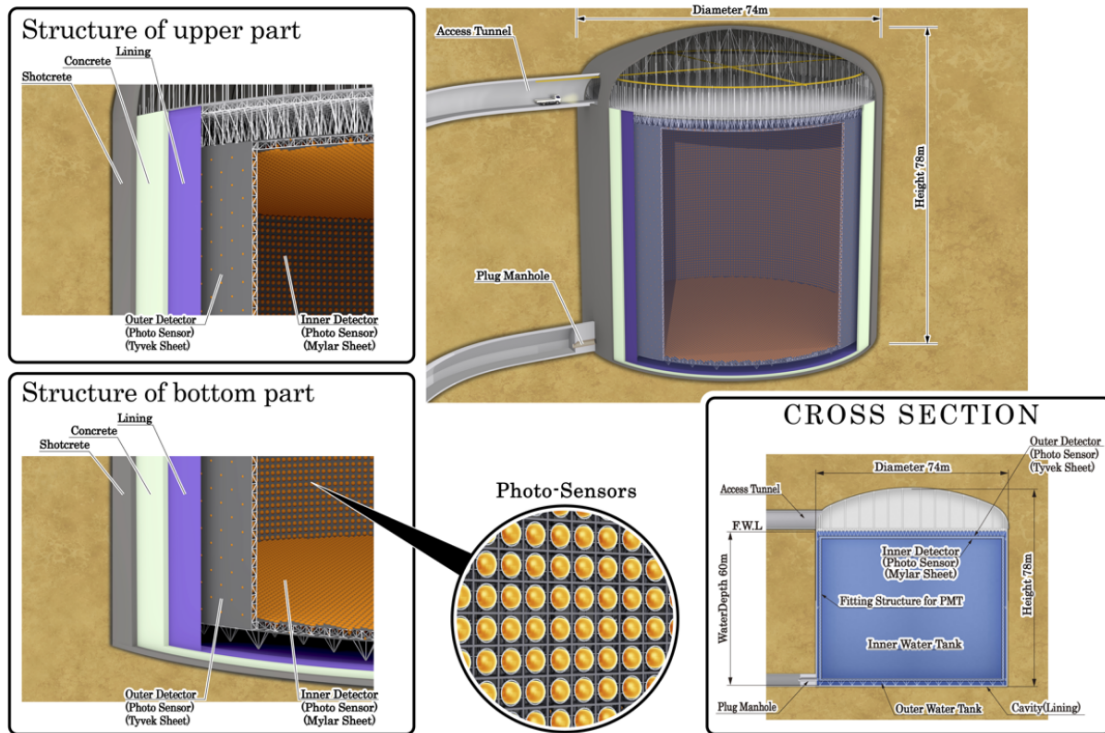 Structure of upper part
Lining
Concrete
Shotcrete
Outer Detector
(Photo Sensor)
(Tyvek Sheet)
Inner Detector
(Photo Sensor)
(Mylar Sheet)
Diameter 74m
Access Tunnel
Height 78m
Plug Manhole
Structure of bottom part
Lining
Concrete
Shotcrete
Outer Detector
(Photo Sensor)
(Tyvek Sheet)
Inner Detector
(Photo Sensor)
(Mylar Sheet)
Photo-Sensors
CROSS SECTION
Outer Detector
(Photo Sensor)
(Tyvek Sheet)
Diameter 74m
Access Tunnel
F.W.L
Inner Detector
(Photo Sensor)
(Mylar Sheet)
WaterDepth 60m
Height 78m
Fitting Structure for PMT
Inner Water Tank
Plug Manhole
Outer Water Tank
Cavity(Lining)